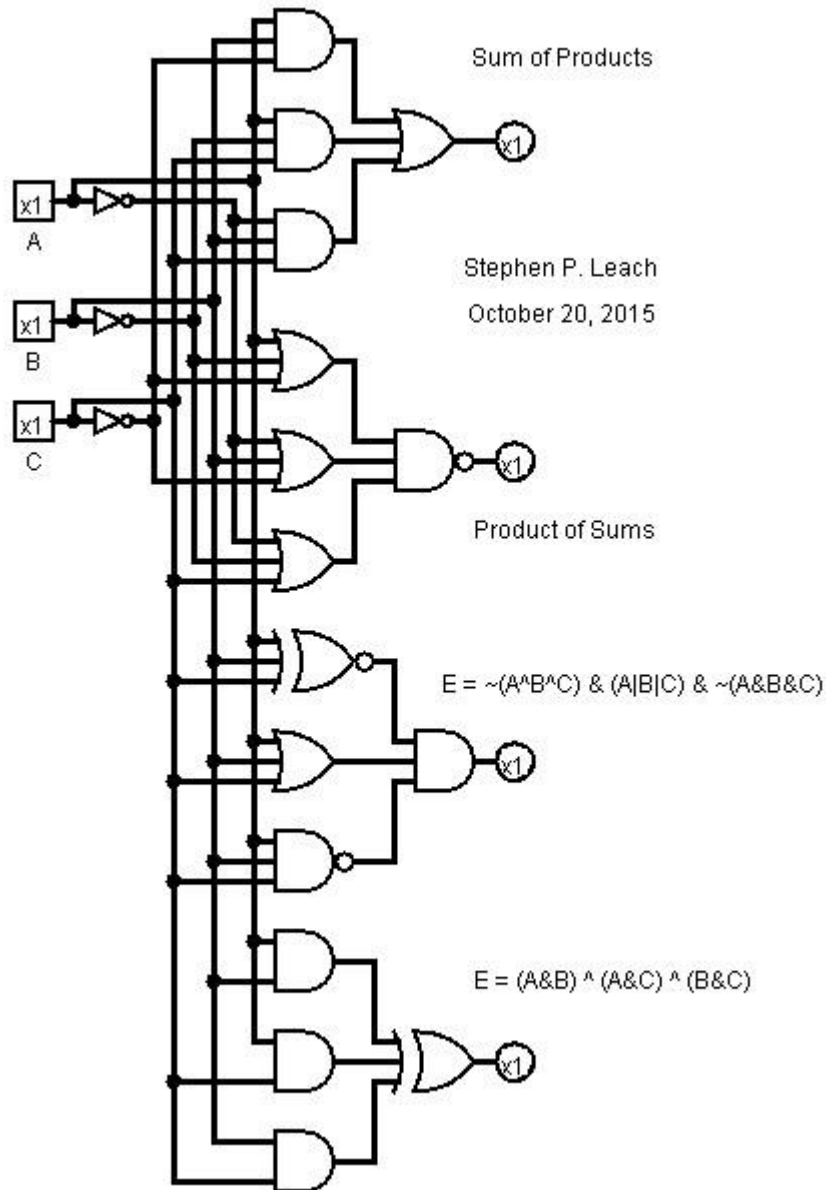 Sum of Products
x1
x1
A
Stephen P. Leach
October 20, 2015
x1
B
x1
C
x1
Product of Sums
E = ~(A^B^C) & (A|B|C) & ~(A&B&C)
x1
E = (A&B) ^ (A&C) ^ (B&C)
x1